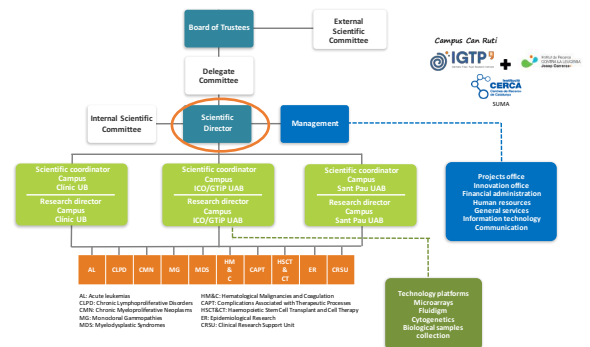 Board of Trustees
External
Scientific
Committee
Campus Can Ruti
IGTP
Josep Carreras
CERCA
SUMA
Delegate
Committee
Internal Scientific
Committee
Scientific
Director
Management
Scientific coordinator
Campus
Clínic UB
Research director
Campus
Clinic UB
Scientific coordinator
Campus
ICO/GTIP UAB
Research director
Campus
ICO/GTIP UAB
Scientific coordinator
Campus
Sant Pau UAB
Research director
Campus
Sant Pau UAB
Projects office
Innovation office
Financial administration
Human resources
General services
Information technology
Communication
AL
CLPD
CMN
MG
MDS
HM
&
C
CAPT
HSCT
&
CT
ER
CRSU
AL: Acute leukemias
CLPD: Chronic Lymphoproliferative Disorders
CMN: Chronic Myeloproliferative Neoplasms
MG: Monoclonal Gammopathies
MDS: Myelodysplastic Syndromes
HM&C: Hematological Malignancies and Coagulation
CAPT: Complications Associated with Therapeutic Processes
HSCT&CT: Haemopoietic Stem Cell Transplant and Cell Therapy
ER: Epidemiological Research
CRSU: Clinical Research Support Unit
Technology platforms
Microarrays
Fluidigm
Cytogenetics
Biological samples
collection